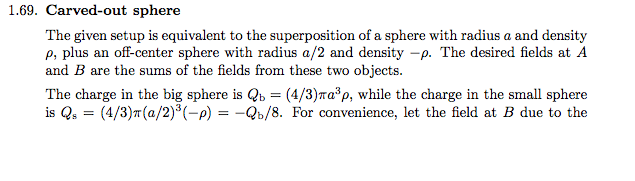 1.69. Carved-out sphere
The given setup is equivalent to the superposition of a sphere with radius a and density
ρ, plus an off-center sphere with radius a/2 and density −ρ. The desired fields at A
and B are the sums of the fields from these two objects.
The charge in the big sphere is Q_b = (4/3)πa³ρ, while the charge in the small sphere
is Q_s = (4/3)π(a/2)³(−ρ) = −Q_b/8. For convenience, let the field at B due to the